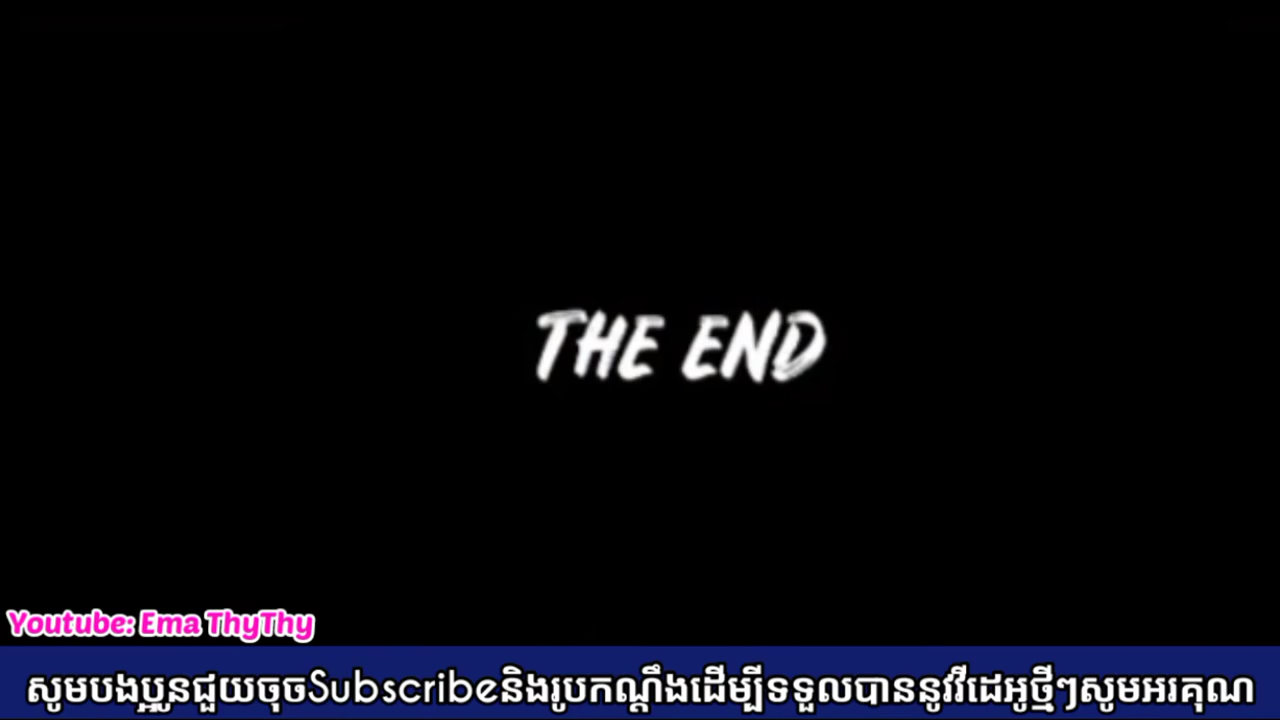 THE END
Youtube: Ema ThyThy
សូមបងប្អូនជួយចុចSubscribeនិងរូបកណ្ដឹងដើម្បីទទួលបាននូវវីដេអូថ្មីៗសូមអរគុណ